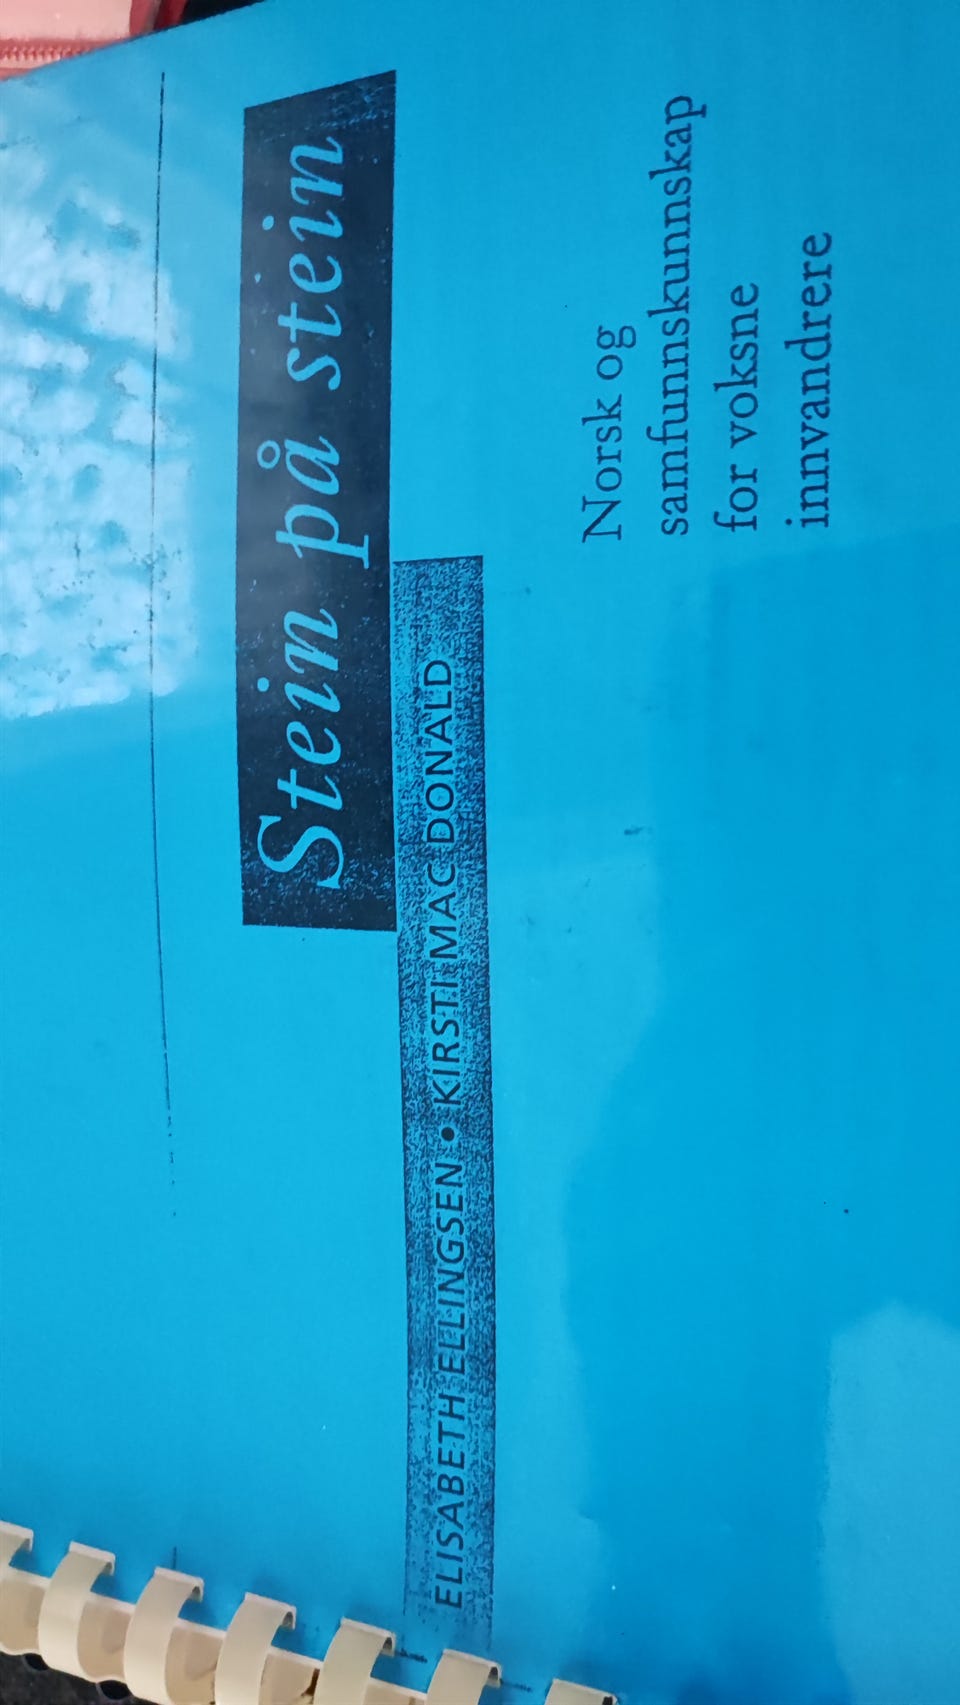 Stein på stein
ELISABETH ELLINGSEN • KIRSTI MAC DONALD
Norsk og
samfunnskunnskap
for voksne
innvandrere